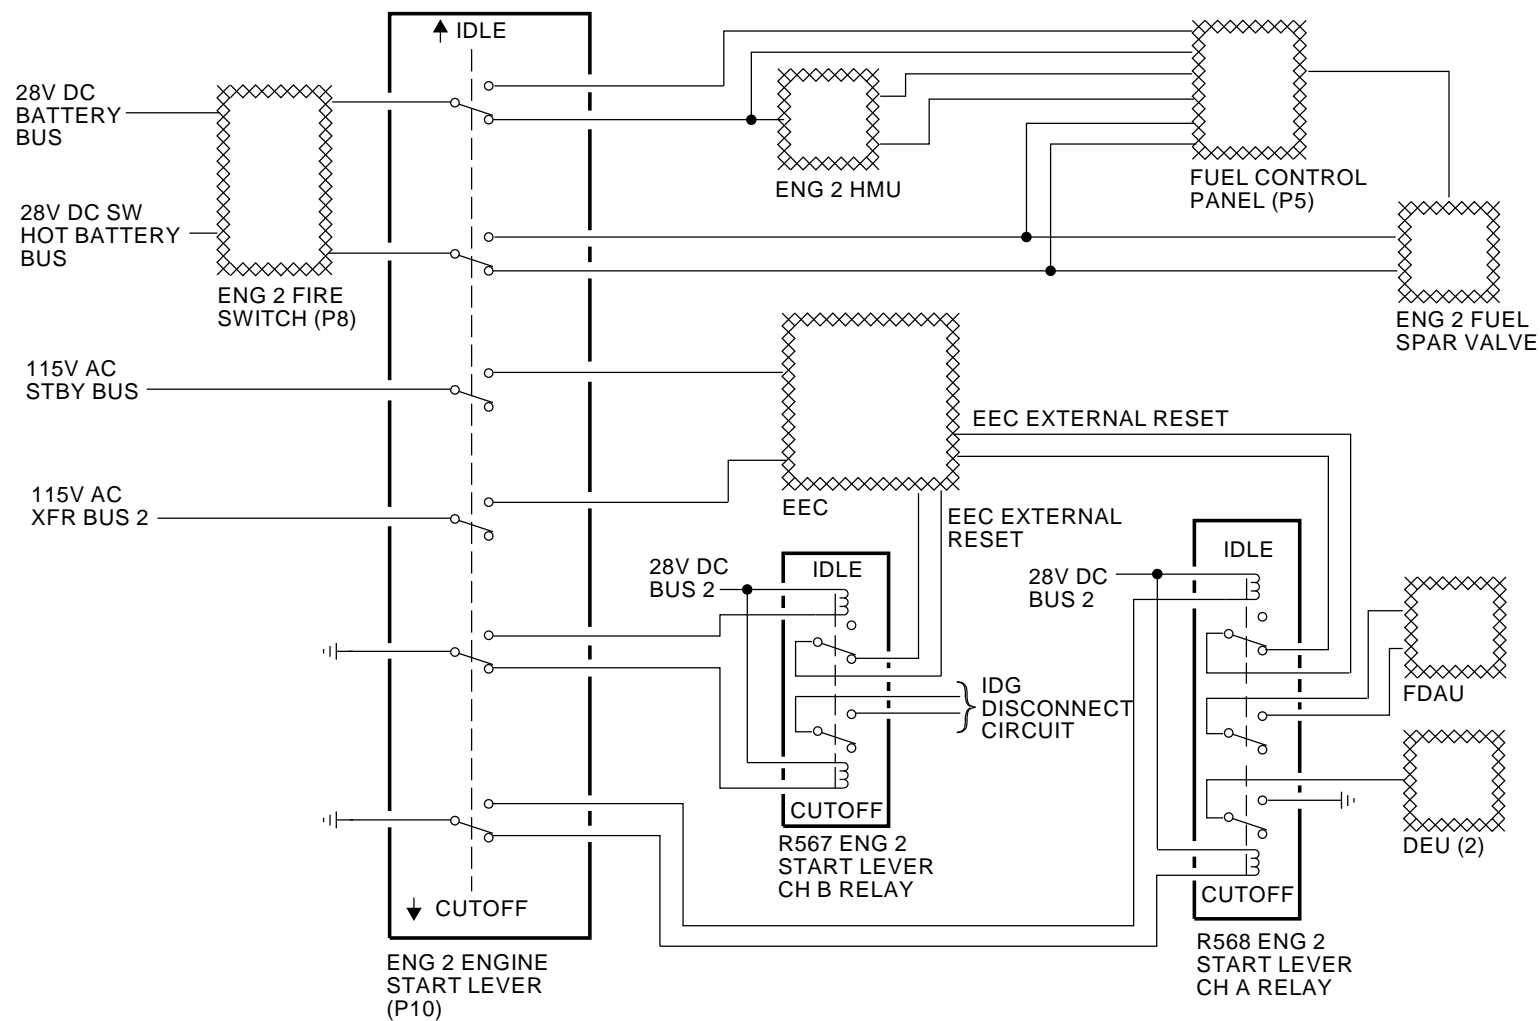 IDLE
28V DC
BATTERY
BUS
28V DC SW
HOT BATTERY
BUS
ENG 2 FIRE
SWITCH (P8)
ENG 2 HMU
FUEL CONTROL
PANEL (P5)
ENG 2 FUEL
SPAR VALVE
115V AC
STBY BUS
115V AC
XFR BUS 2
EEC
EEC EXTERNAL RESET
EEC EXTERNAL
RESET
28V DC
BUS 2
IDLE
IDG
DISCONNECT
CIRCUIT
CUTOFF
R567 ENG 2
START LEVER
CH B RELAY
28V DC
BUS 2
IDLE
CUTOFF
R568 ENG 2
START LEVER
CH A RELAY
FDAU
DEU (2)
CUTOFF
ENG 2 ENGINE
START LEVER
(P10)